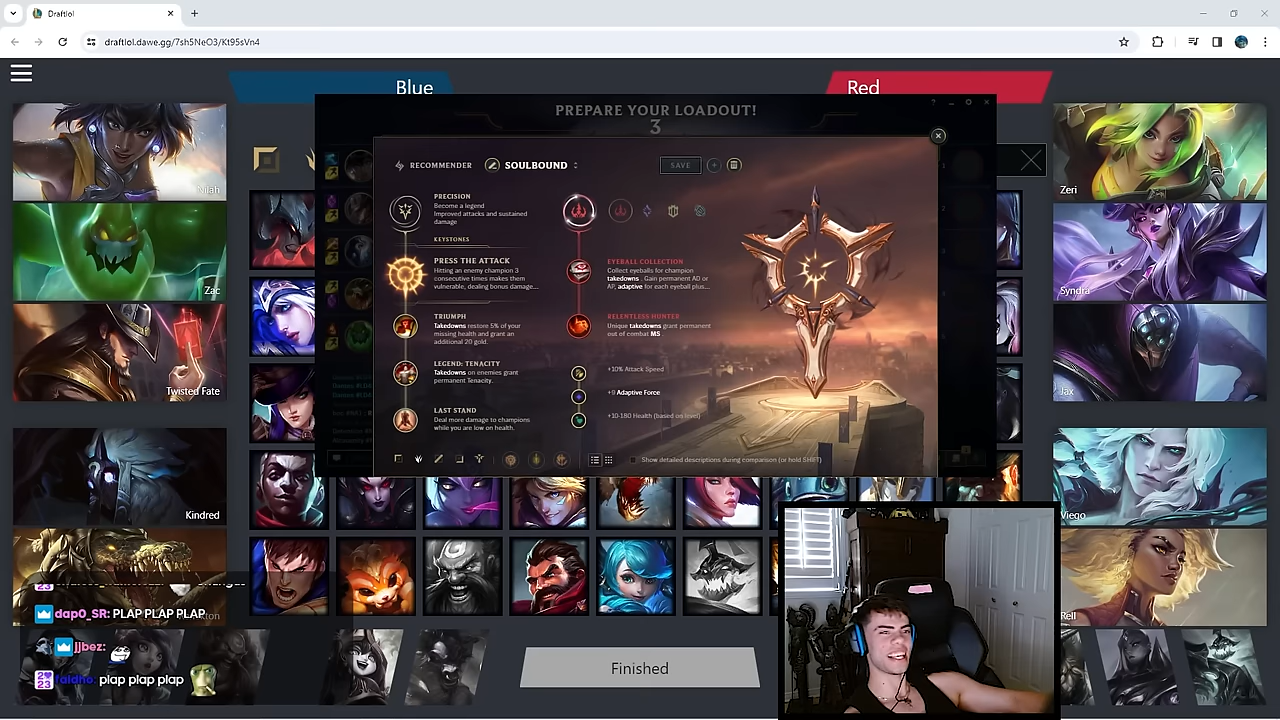 Draftlol
draftlol.dawe.gg/7sh5NeO3/Kt95sVn4
Blue
Red
PREPARE YOUR LOADOUT!
3
RECOMMENDER
SOULBOUND
SAVE
PRECISION
Become a legend
Improved attacks and sustained
damage
KEYSTONES
PRESS THE ATTACK
Hitting an enemy champion 3
consecutive times makes them
vulnerable, dealing bonus damage...
TRIUMPH
Takedowns restore 5% of your
missing health and grant an
additional 20 gold.
LEGEND: TENACITY
Takedowns on enemies grant
permanent Tenacity.
LAST STAND
Deal more damage to champions
while you are low on health.
EYEBALL COLLECTION
Collect eyeballs for champion
takedowns . Gain permanent AD or
AP, adaptive for each eyeball plus...
RELENTLESS HUNTER
Unique takedowns grant permanent
out of combat MS
+10% Attack Speed
+9 Adaptive Force
+10-180 Health (based on level)
Show detailed descriptions during comparison (or hold SHIFT)
Nilah
Zac
Twisted Fate
Kindred
Zeri
Syndra
Jax
Viego
Rell
dap0_SR: PLAP PLAP PLAP
jjbez:
faldho: plap plap plap
Finished